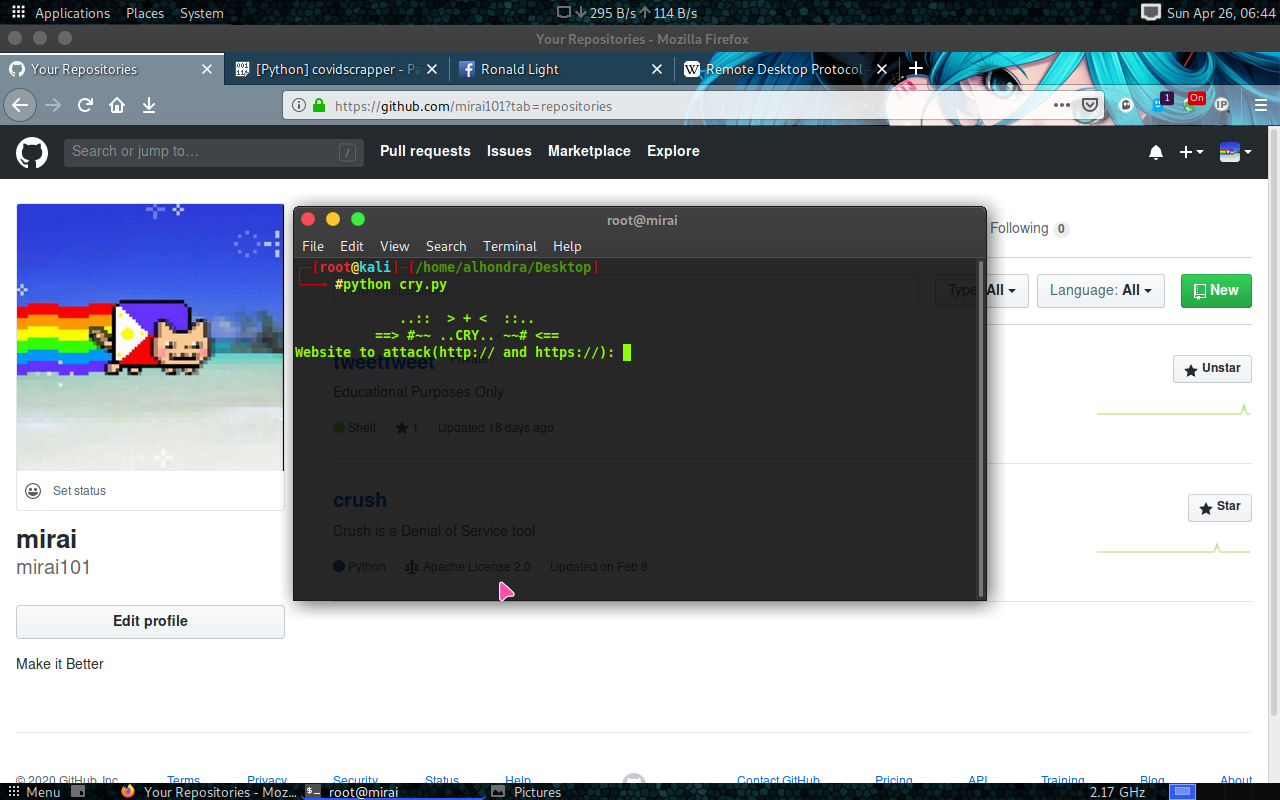 Applications Places System 295 B/s 114 B/s Sun Apr 26, 06:44
Your Repositories - Mozilla Firefox
Your Repositories [Python] covidscrapper - Pa Ronald Light Remote Desktop Protocol
https://github.com/mirai101?tab=repositories 1 On
Search or jump to… / Pull requests Issues Marketplace Explore
root@mirai
Following 0
File Edit View Search Terminal Help
[root@kali]-[/home/alhondra/Desktop]
#python cry.py
Type: All Language: All New
..:: > + < ::..
==> #~~ ..CRY.. ~~# <==
Website to attack(http:// and https://):
tweettweet
Unstar
Educational Purposes Only
Shell 1 Updated 18 days ago
Set status
crush
Star
Crush is a Denial of Service tool
mirai
mirai101
Python Apache License 2.0 Updated on Feb 8
Edit profile
Make it Better
© 2020 GitHub, Inc. Terms Privacy Security Status Help Contact GitHub Pricing API Training Blog About
Menu Your Repositories - Moz... root@mirai Pictures 2.17 GHz